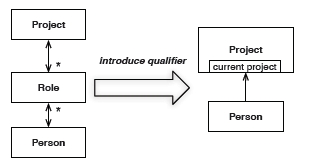 Project
*
Role
*
Person
introduce qualifier
Project
current project
Person